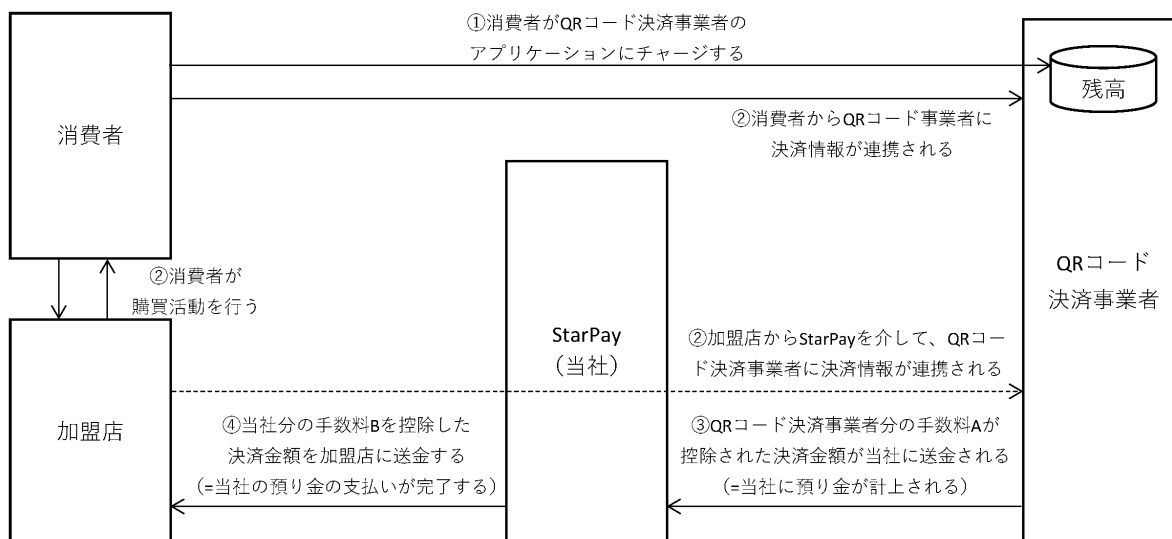 ①消費者がQRコード決済事業者の
アプリケーションにチャージする
残高
消費者
②消費者からQRコード事業者に
決済情報が連携される
②消費者が
購買活動を行う
QRコード
決済事業者
StarPay
（当社）
②加盟店からStarPayを介して、QRコー
ド決済事業者に決済情報が連携される
加盟店
④当社分の手数料Bを控除した
決済金額を加盟店に送金する
（=当社の預り金の支払いが完了する）
③QRコード決済事業者分の手数料Aが
控除された決済金額が当社に送金される
（=当社に預り金が計上される）